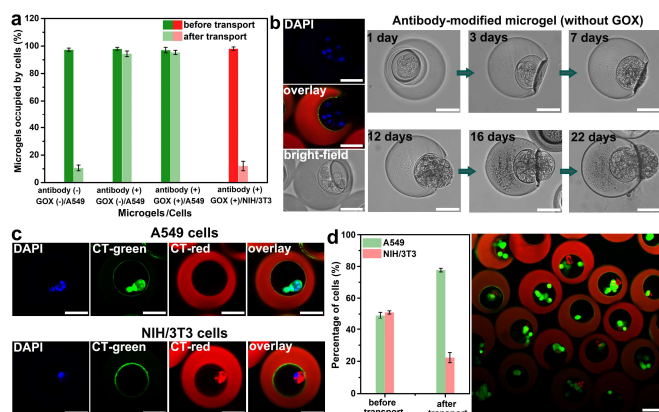 a
before transport
after transport
Microgels occupied by cells (%)
100
80
60
40
20
0
antibody (-) antibody (+) antibody (+) antibody (+)
GOX (-)/A549 GOX (-)/A549 GOX (+)/A549 GOX (+)/NIH/3T3
Microgels/Cells
b
Antibody-modified microgel (without GOX)
DAPI
overlay
bright-field
1 day
3 days
7 days
12 days
16 days
22 days
c
A549 cells
DAPI
CT-green
CT-red
overlay
NIH/3T3 cells
DAPI
CT-green
CT-red
overlay
d
A549
NIH/3T3
Percentage of cells (%)
100
80
60
40
20
0
before
transport
after
transport